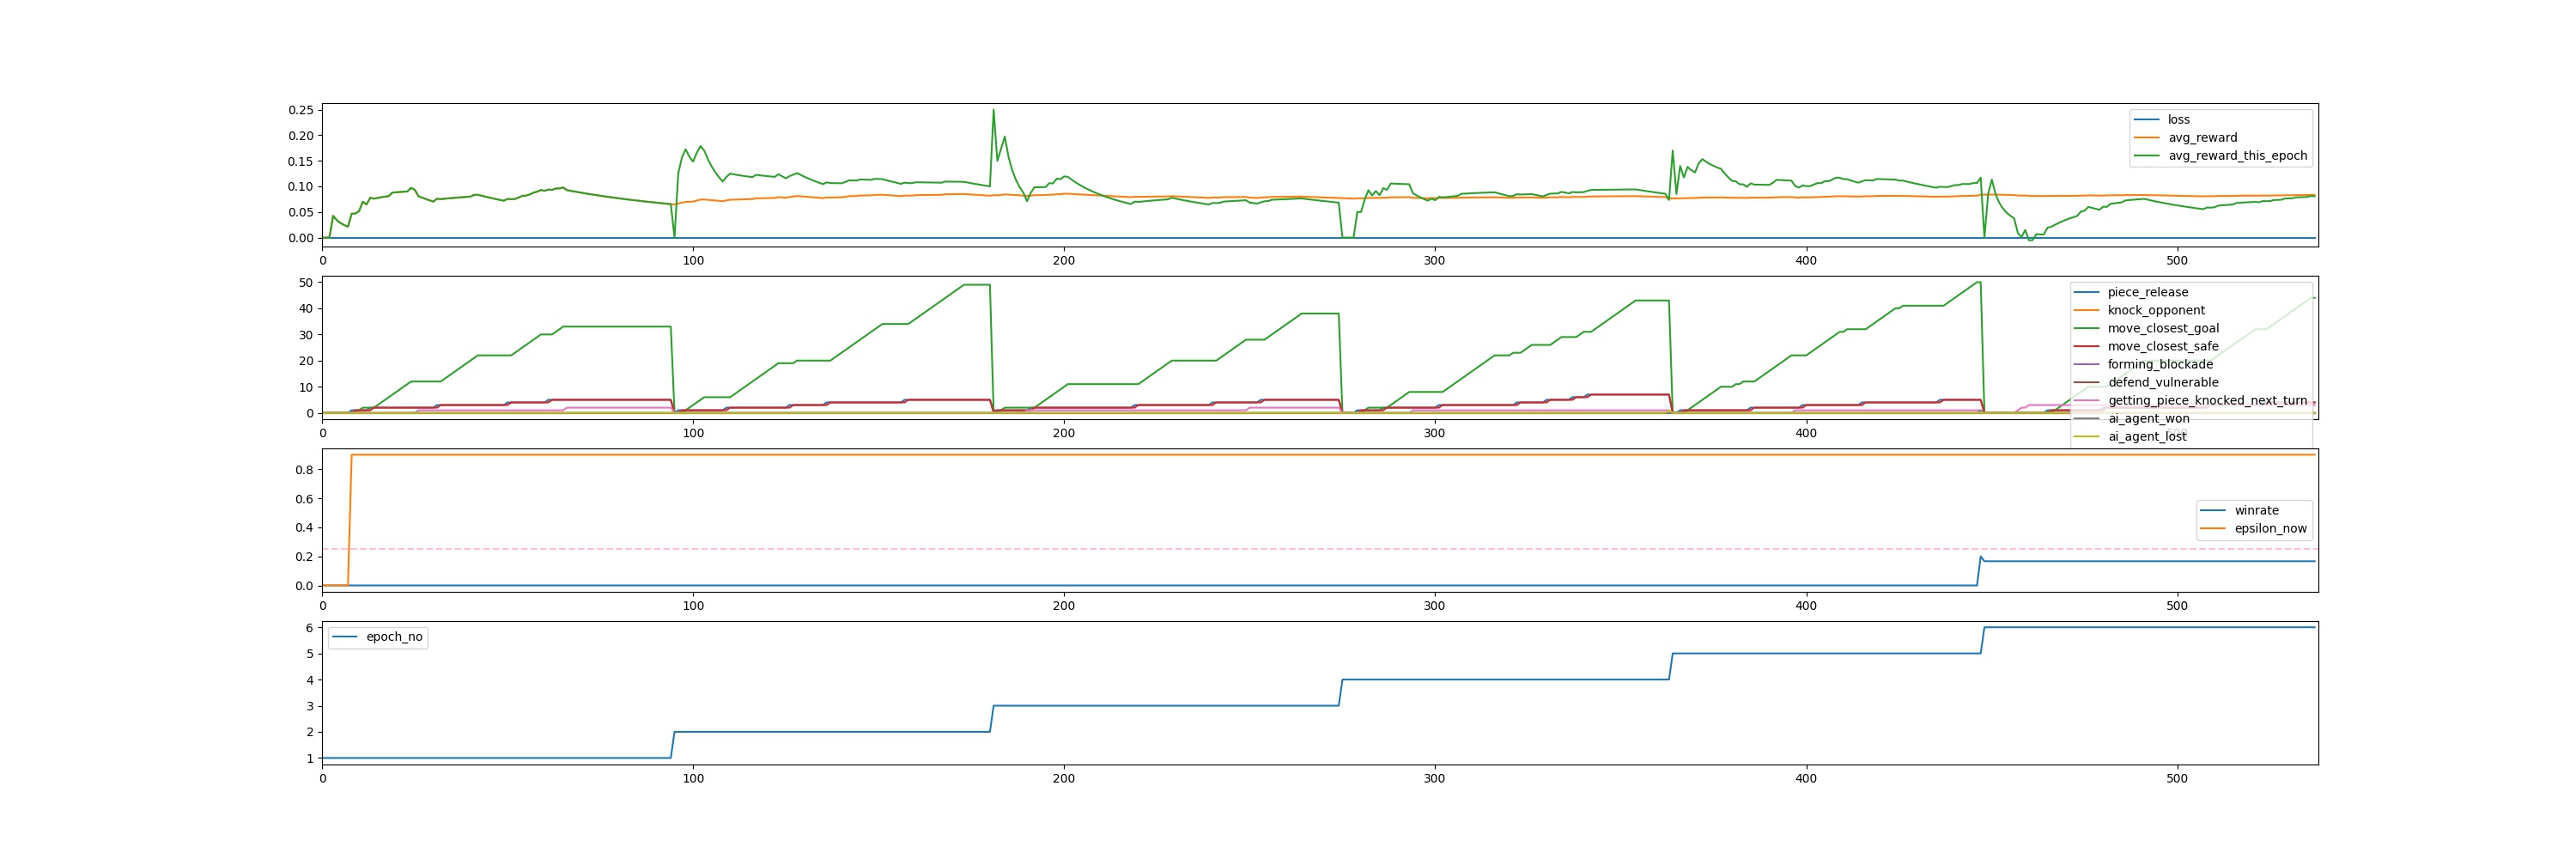 0.25
0.20
0.15
0.10
0.05
0.00
loss
avg_reward
avg_reward_this_epoch
0 100 200 300 400 500
50
40
30
20
10
0
piece_release
knock_opponent
move_closest_goal
move_closest_safe
forming_blockade
defend_vulnerable
getting_piece_knocked_next_turn
ai_agent_won
ai_agent_lost
0 100 200 300 400 500
0.8
0.6
0.4
0.2
0.0
winrate
epsilon_now
0 100 200 300 400 500
6
5
4
3
2
1
epoch_no
0 100 200 300 400 500